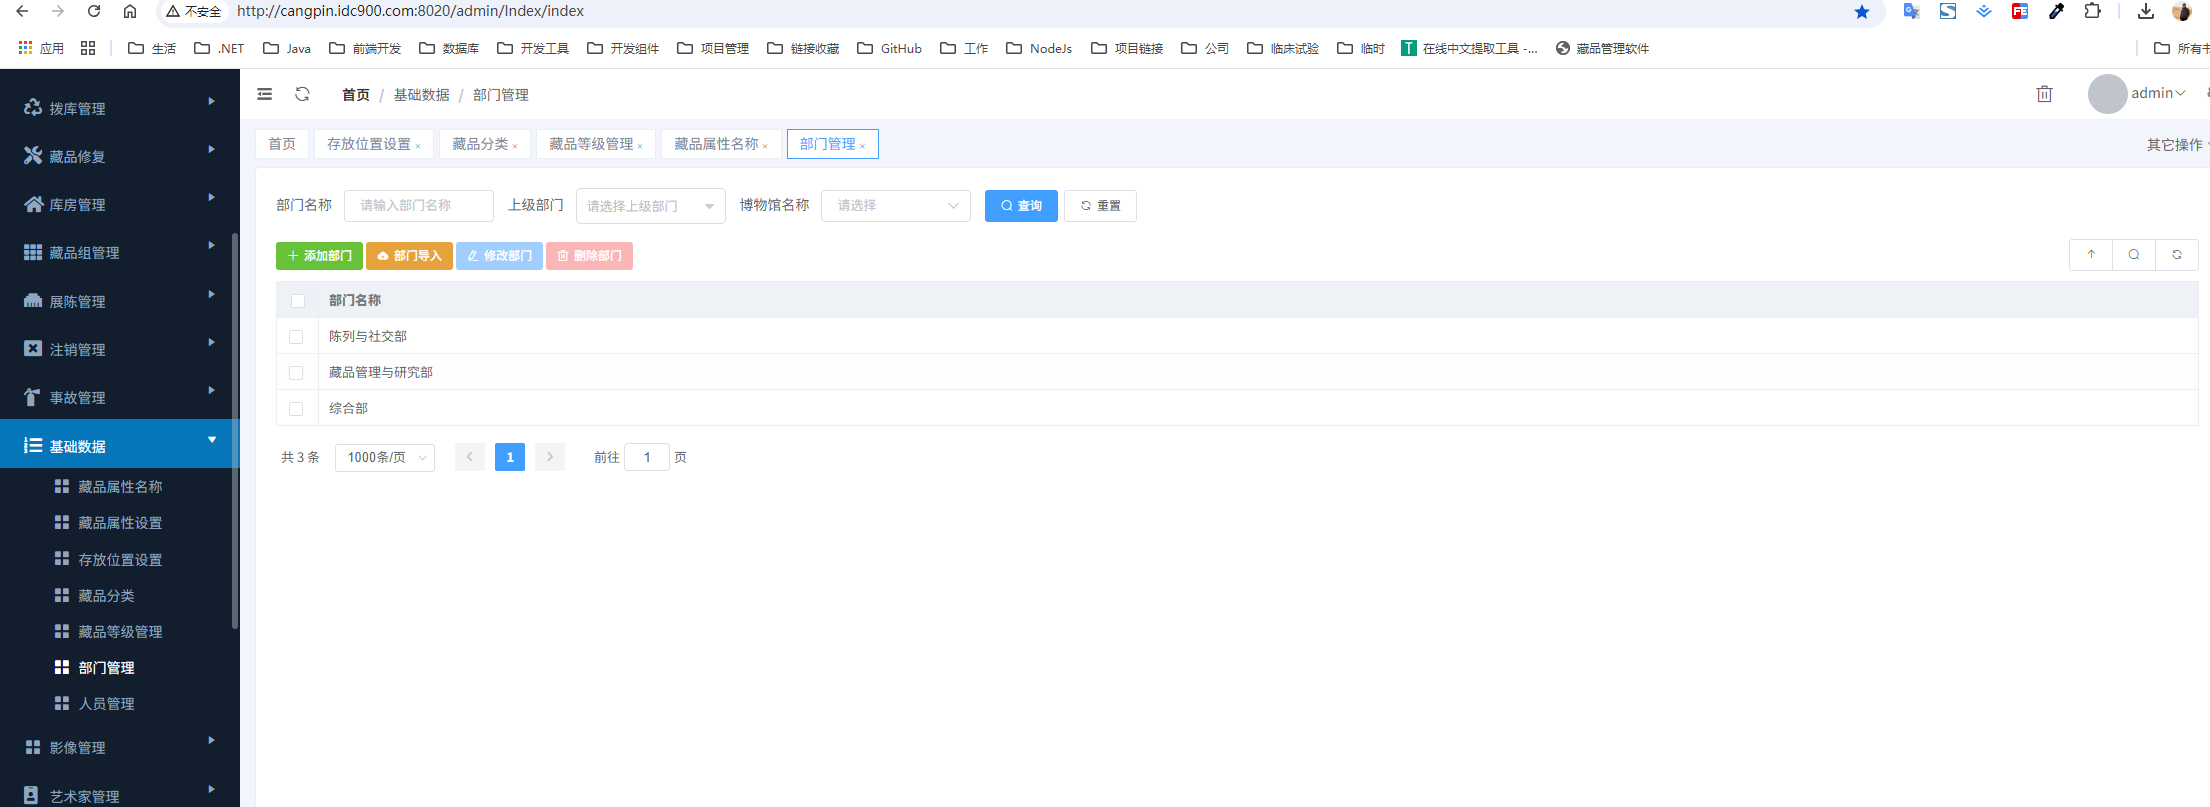 不安全 http://cangpin.idc900.com:8020/admin/Index/index
应用 生活 .NET Java 前端开发 数据库 开发工具 开发组件 项目管理 链接收藏 GitHub 工作 NodeJs 项目链接 公司 临床试验 临时 T 在线中文提取工具 -... 藏品管理软件 所有书
首页 / 基础数据 / 部门管理 admin
首页 存放位置设置 × 藏品分类 × 藏品等级管理 × 藏品属性名称 × 部门管理 × 其它操作
拨库管理
藏品修复
库房管理
藏品组管理
展陈管理
注销管理
事故管理
基础数据
藏品属性名称
藏品属性设置
存放位置设置
藏品分类
藏品等级管理
部门管理
人员管理
影像管理
艺术家管理
部门名称 请输入部门名称 上级部门 请选择上级部门 博物馆名称 请选择 查询 重置
添加部门 部门导入 修改部门 删除部门
部门名称
陈列与社交部
藏品管理与研究部
综合部
共 3 条 1000条/页 1 前往 1 页